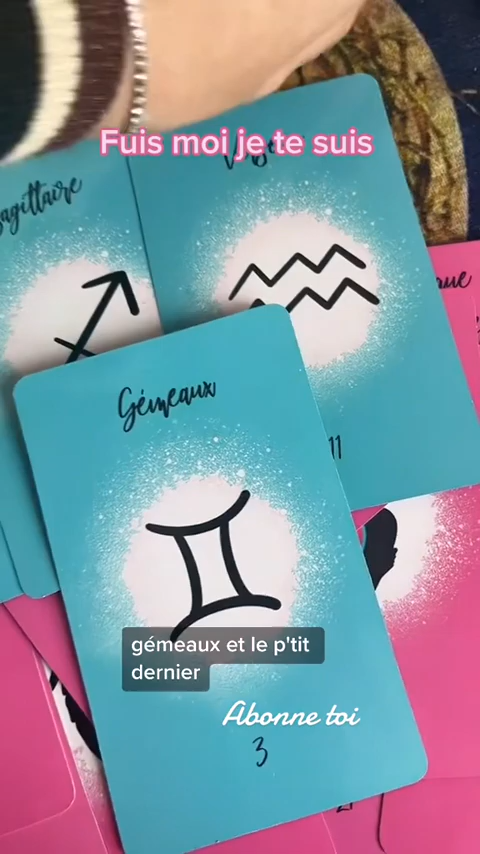 Fuis moi je te suis
Sagittaire
Gémeaux
11
gémeaux et le p'tit
dernier
Abonne toi
3